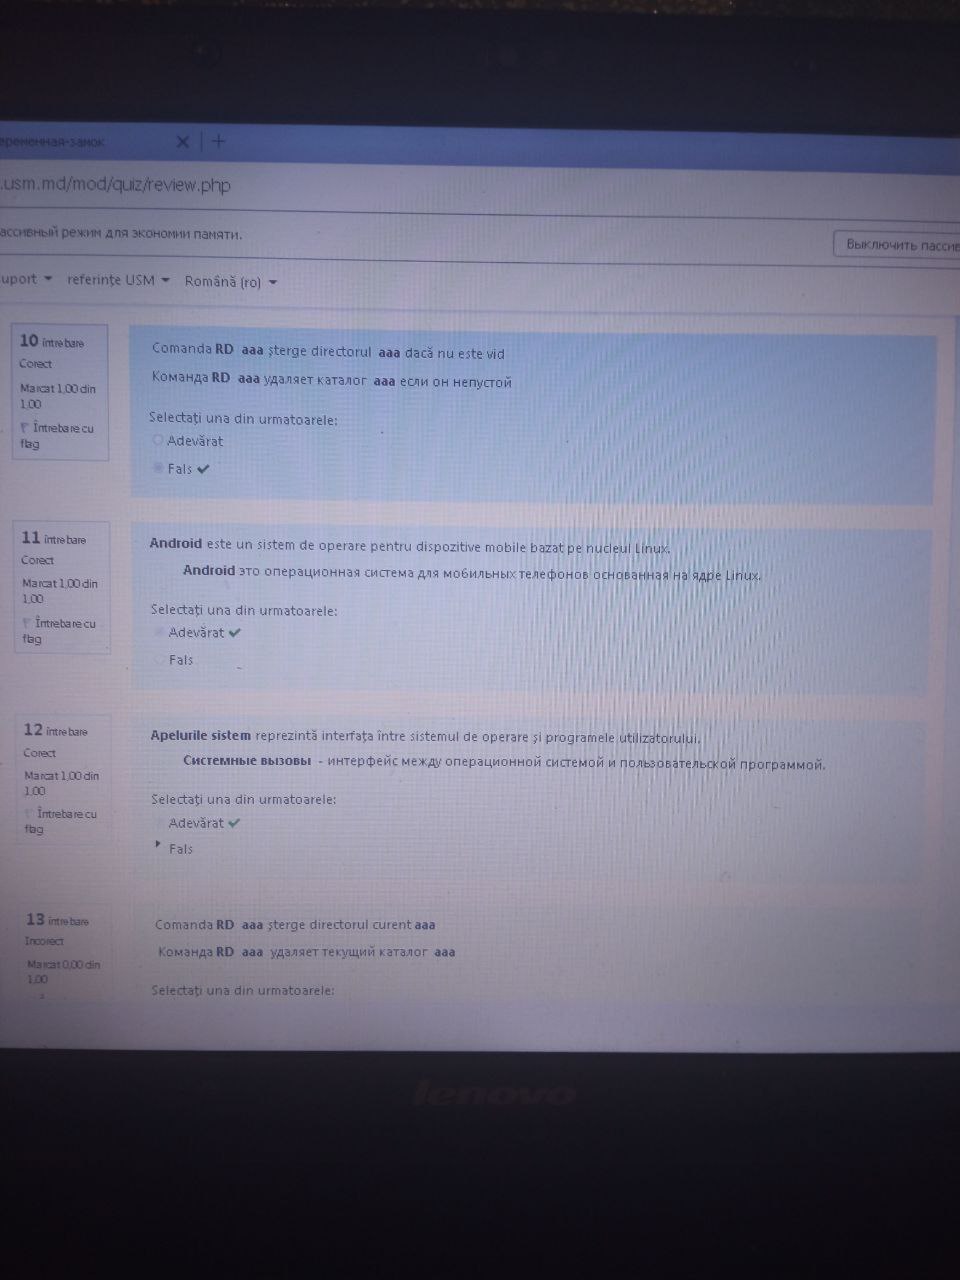 временная-замок
.usm.md/mod/quiz/review.php
ассивный режим для экономии памяти.
Выключить пассив
uport referințe USM Română (ro)
10 întrebare
Corect
Marcat 1,00 din
1,00
Întrebare cu
flag
Comanda RD aaa șterge directorul aaa dacă nu este vid
Команда RD aaa удаляет каталог aaa если он непустой
Selectați una din urmatoarele:
Adevărat
Fals
11 întrebare
Corect
Marcat 1,00 din
1,00
Întrebare cu
flag
Android este un sistem de operare pentru dispozitive mobile bazat pe nucleul Linux.
Android это операционная система для мобильных телефонов основанная на ядре Linux.
Selectați una din urmatoarele:
Adevărat
Fals
12 întrebare
Corect
Marcat 1,00 din
1,00
Întrebare cu
flag
Apelurile sistem reprezintă interfața între sistemul de operare și programele utilizatorului.
Системные вызовы - интерфейс между операционной системой и пользовательской программой.
Selectați una din urmatoarele:
Adevărat
Fals
13 întrebare
Incorect
Marcat 0,00 din
1,00
Comanda RD aaa șterge directorul curent aaa
Команда RD aaa удаляет текущий каталог aaa
Selectați una din urmatoarele:
lenovo